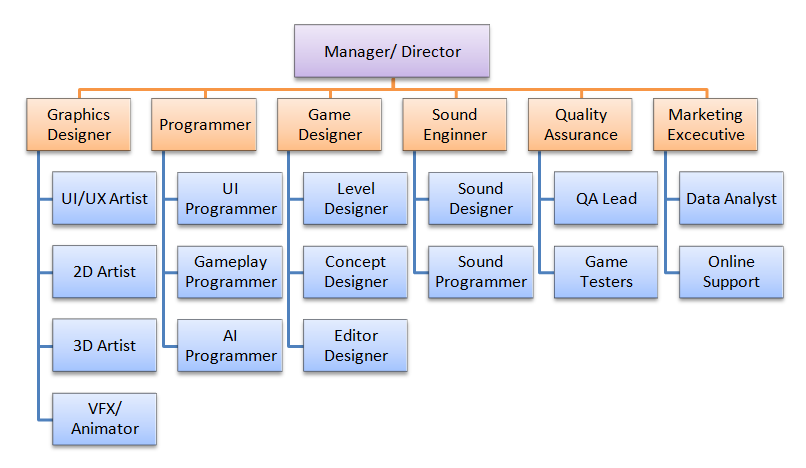 Manager/ Director
Graphics
Designer
Programmer
Game
Designer
Sound
Enginner
Quality
Assurance
Marketing
Excecutive
UI/UX Artist
UI
Programmer
Level
Designer
Sound
Designer
QA Lead
Data Analyst
2D Artist
Gameplay
Programmer
Concept
Designer
Sound
Programmer
Game
Testers
Online
Support
3D Artist
AI
Programmer
Editor
Designer
VFX/
Animator